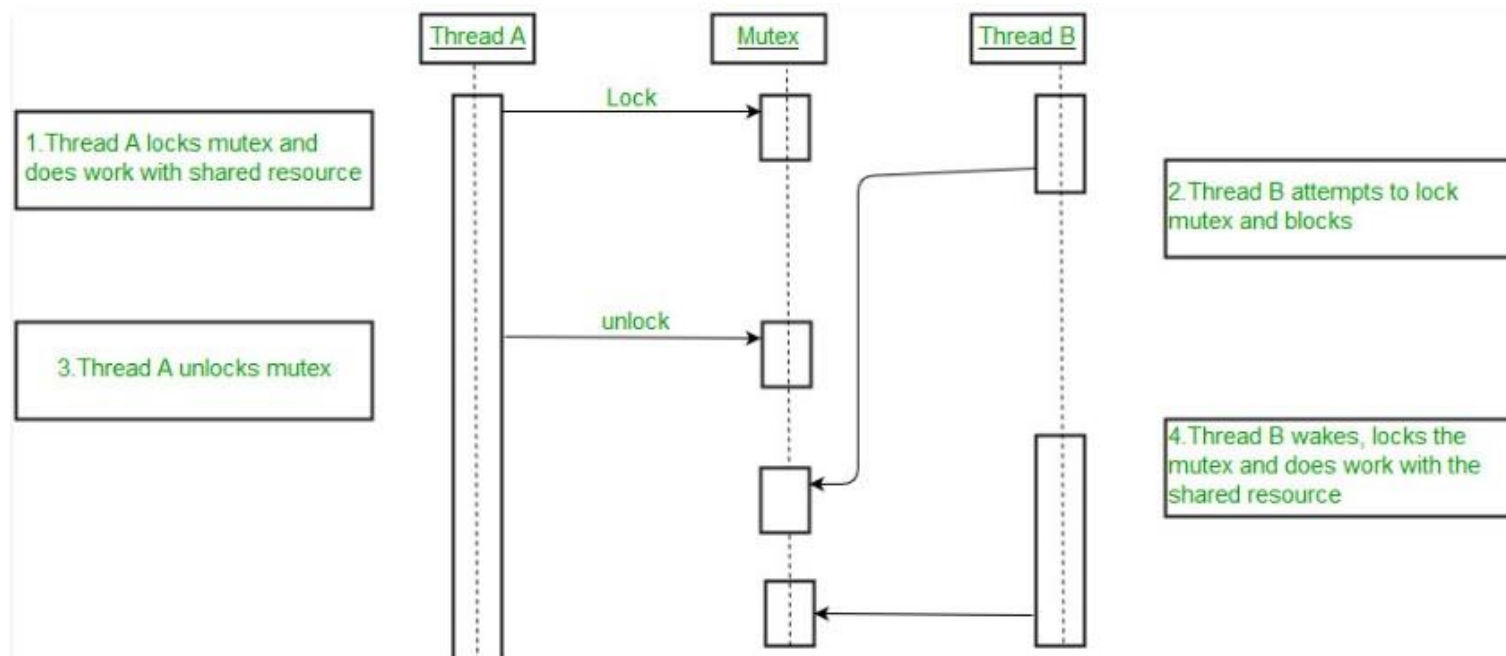 Thread A
Mutex
Thread B
Lock
1.Thread A locks mutex and
does work with shared resource
2.Thread B attempts to lock
mutex and blocks
unlock
3.Thread A unlocks mutex
4.Thread B wakes, locks the
mutex and does work with the
shared resource